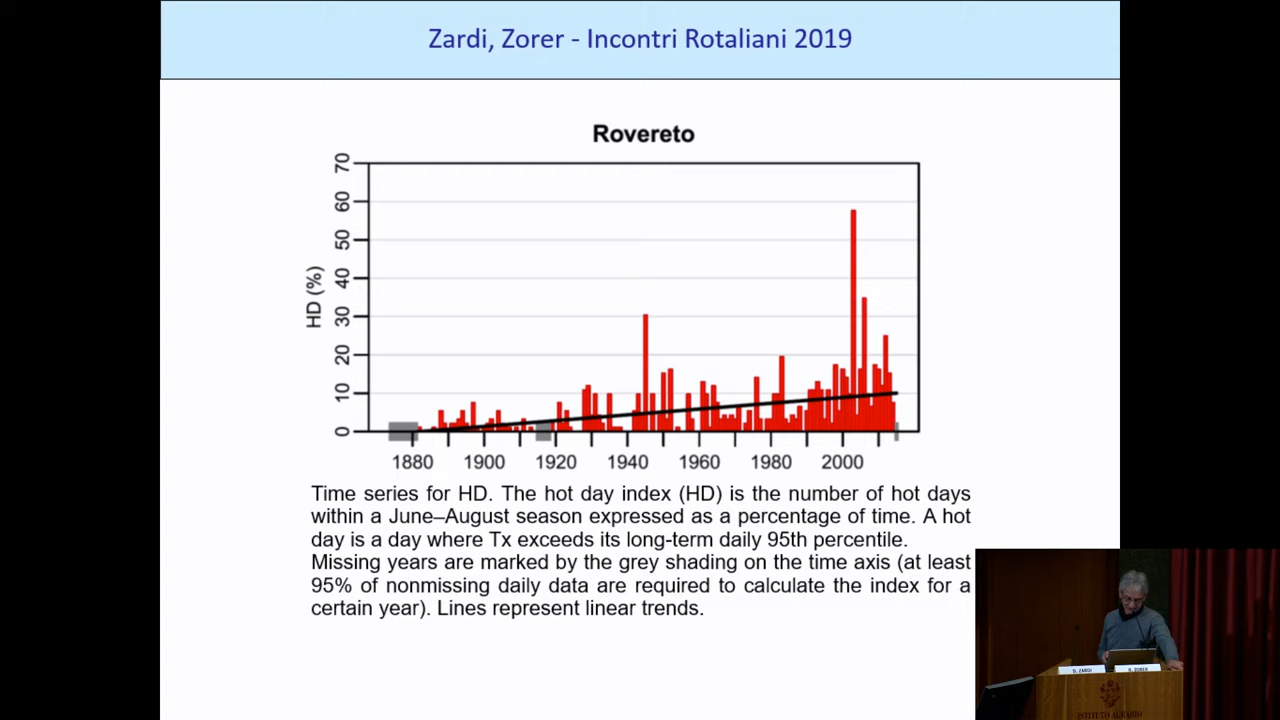 Zardi, Zorer - Incontri Rotaliani 2019
Rovereto
HD (%)
70
60
50
40
30
20
10
0
1880 1900 1920 1940 1960 1980 2000
Time series for HD. The hot day index (HD) is the number of hot days
within a June–August season expressed as a percentage of time. A hot
day is a day where Tx exceeds its long-term daily 95th percentile.
Missing years are marked by the grey shading on the time axis (at least
95% of nonmissing daily data are required to calculate the index for a
certain year). Lines represent linear trends.
D. ZARDI
R. ZORER
ISTITUTO AGRARIO